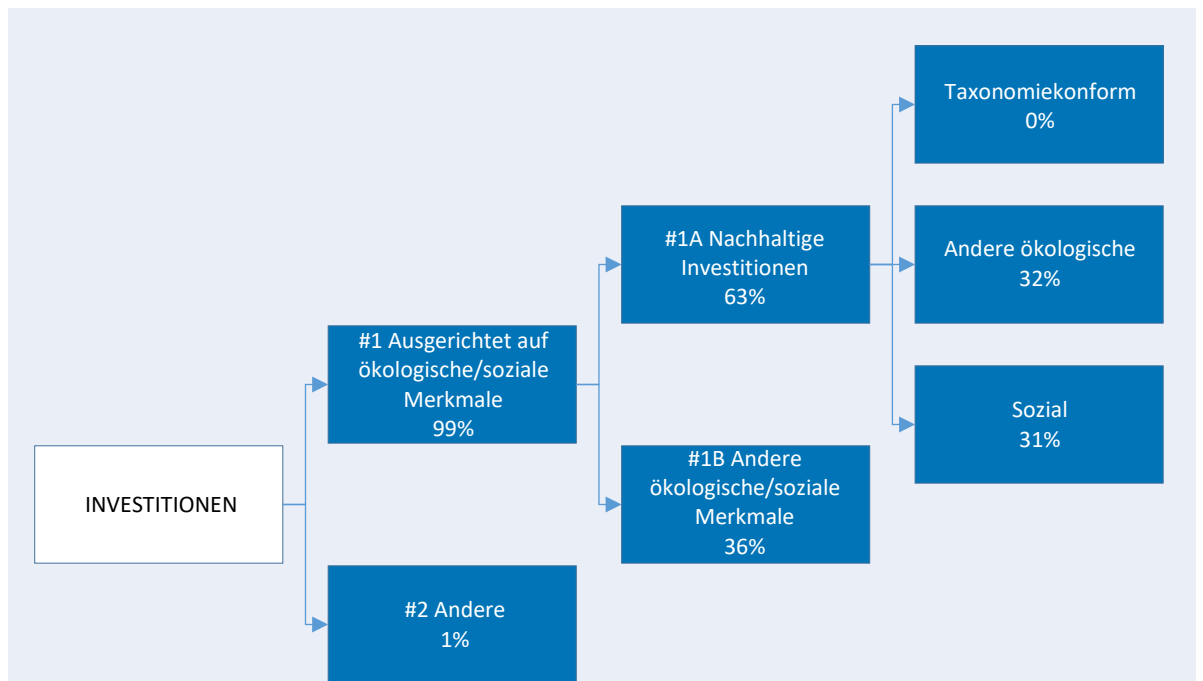 INVESTITIONEN
#1 Ausgerichtet auf
ökologische/soziale
Merkmale
99%
#2 Andere
1%
#1A Nachhaltige
Investitionen
63%
#1B Andere
ökologische/soziale
Merkmale
36%
Taxonomiekonform
0%
Andere ökologische
32%
Sozial
31%